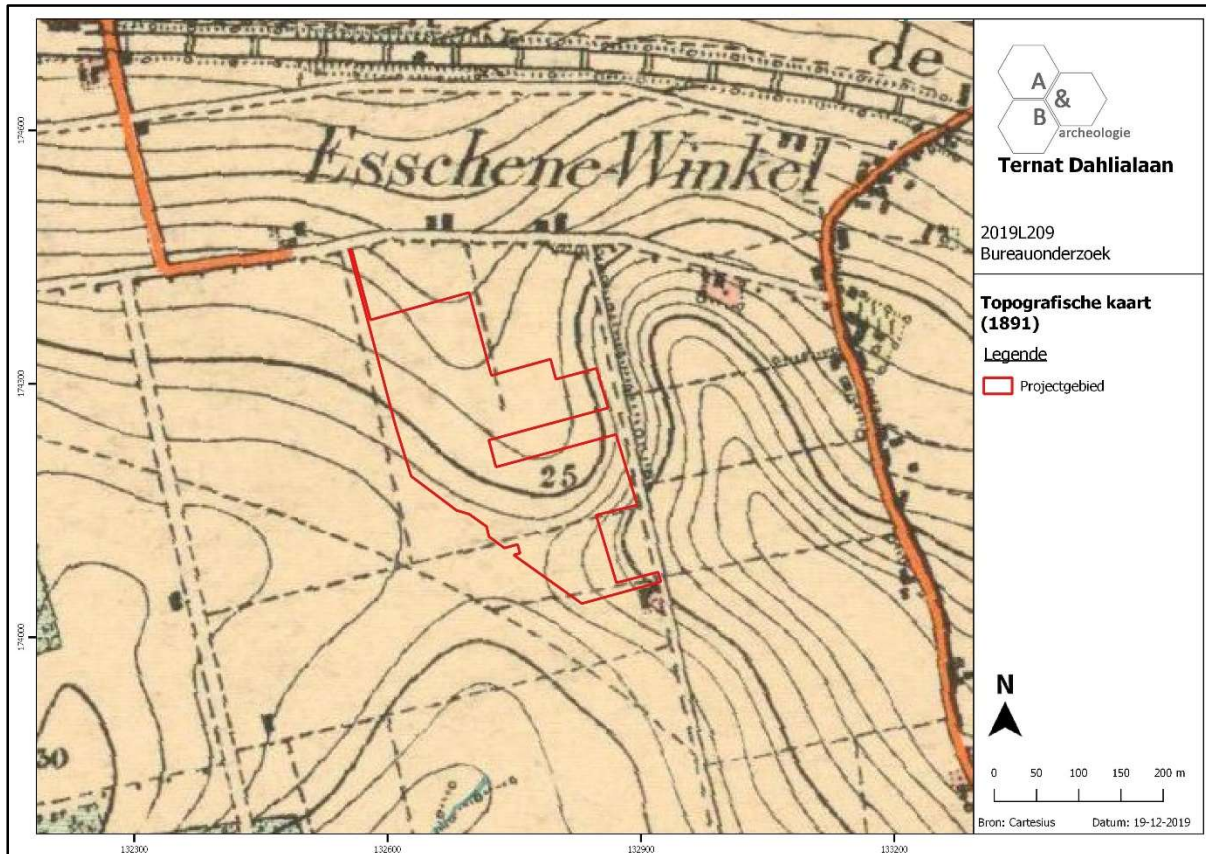 de
Esschene-Winkel
25
30
174600
174300
174000
132300
132600
132900
133200
A
&
B
archeologie
Ternat Dahlialaan
2019L209
Bureauonderzoek
Topografische kaart
(1891)
Legende
Projectgebied
N
0 50 100 150 200 m
Bron: Cartesius Datum: 19-12-2019